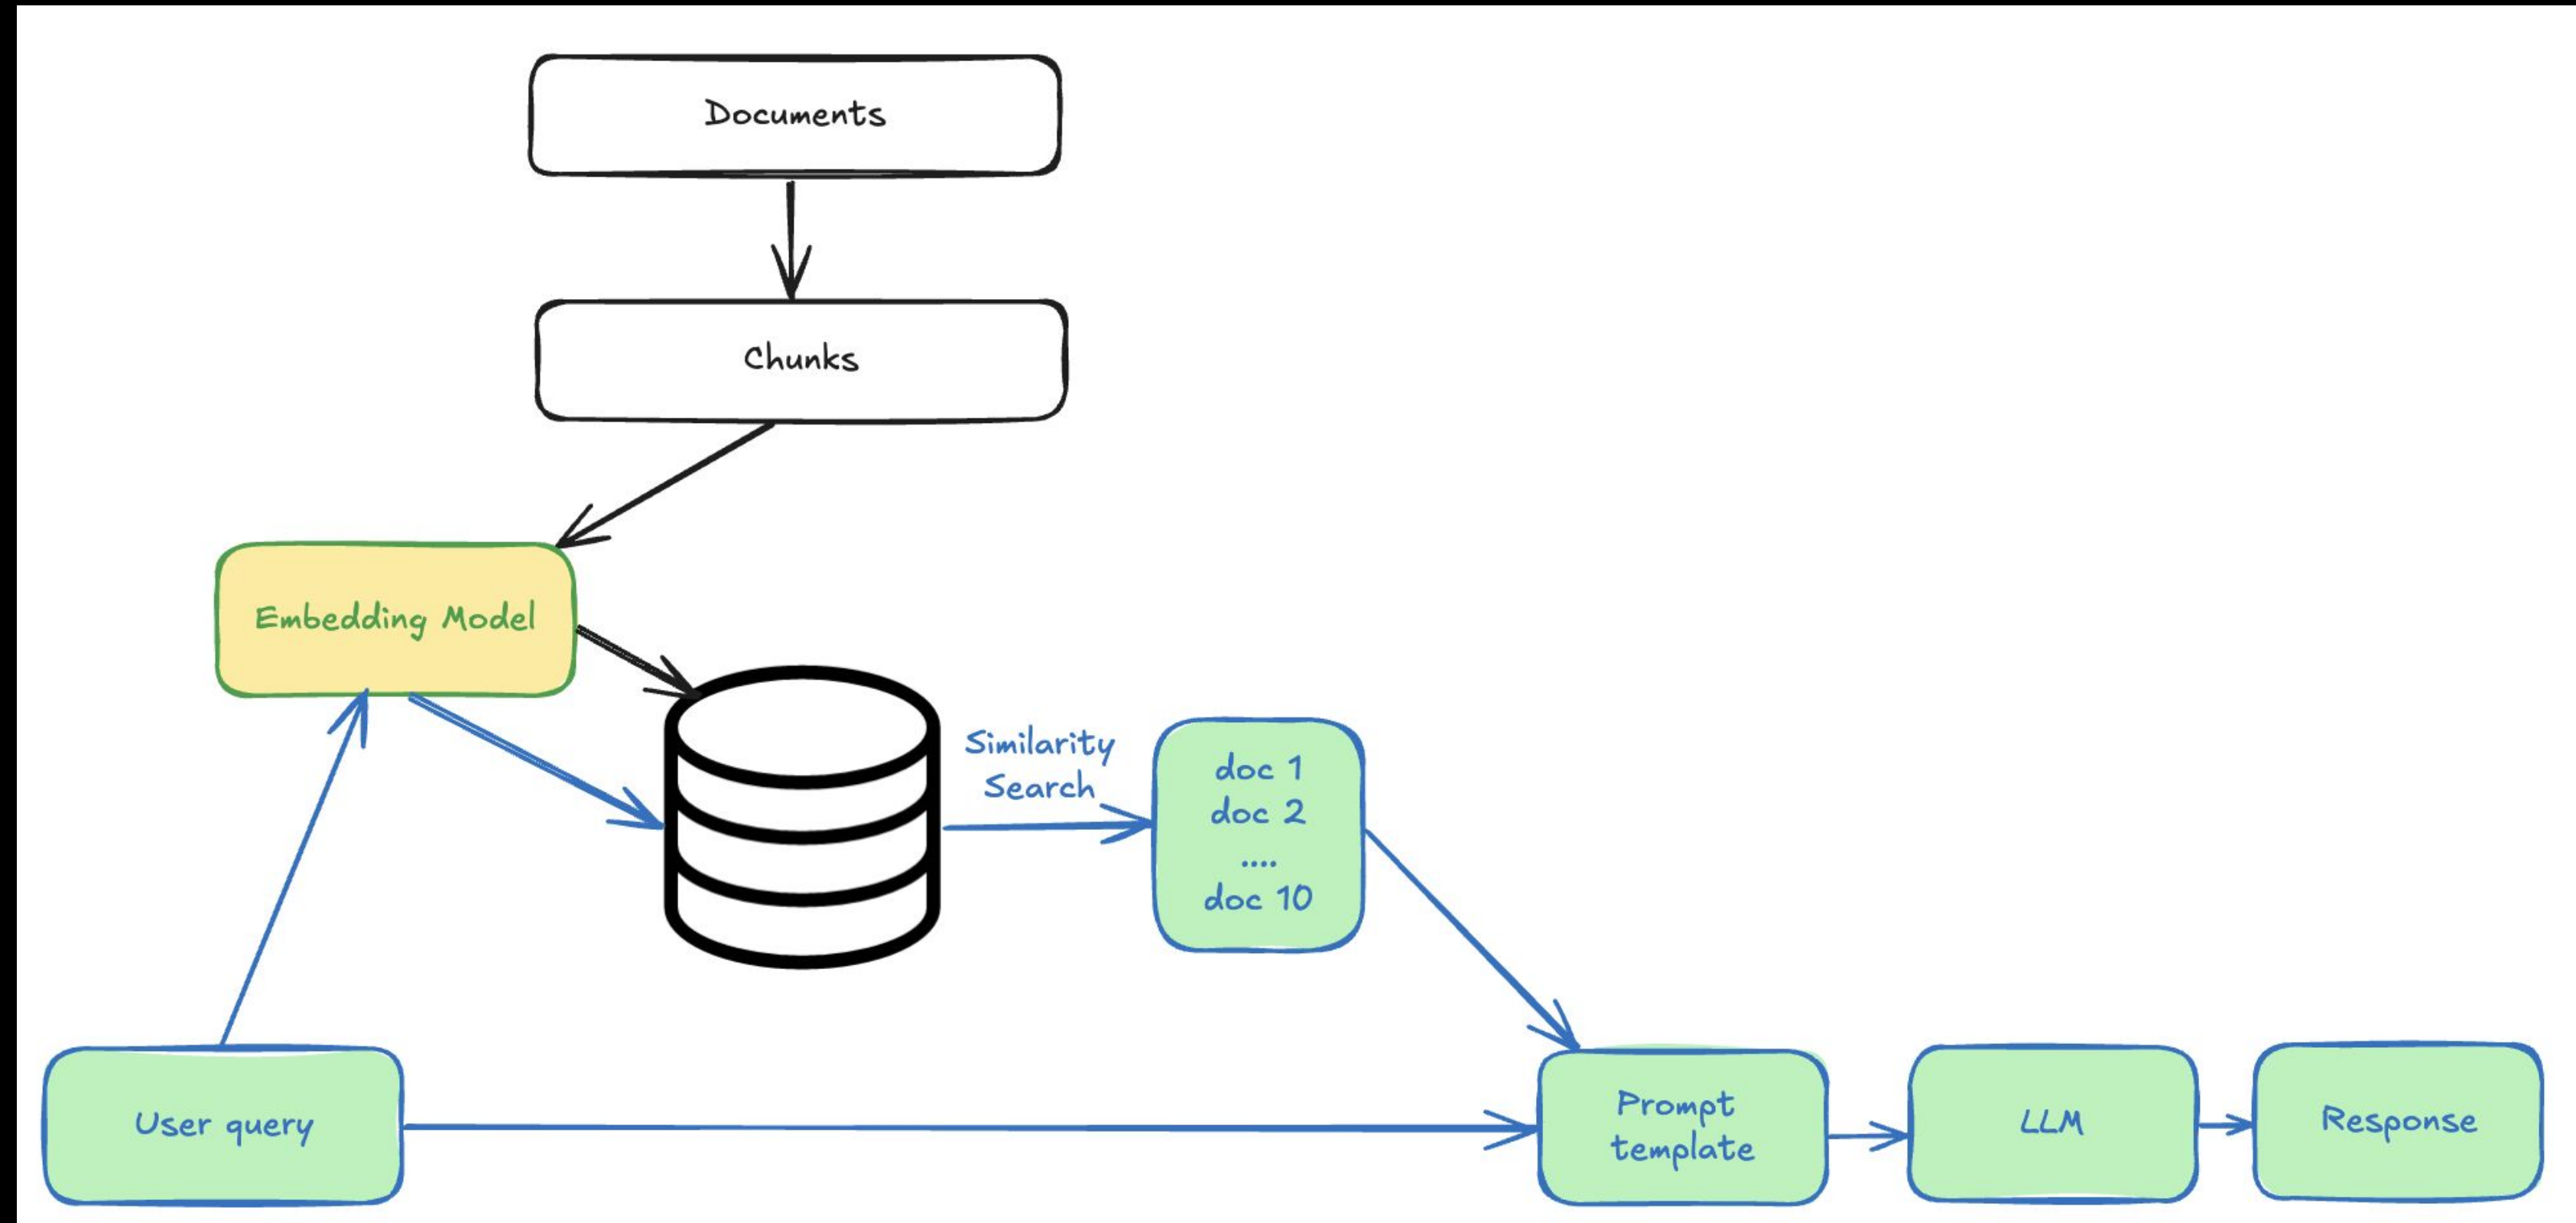 Documents
Chunks
Embedding Model
Similarity
Search
doc 1
doc 2
....
doc 10
User query
Prompt
template
LLM
Response